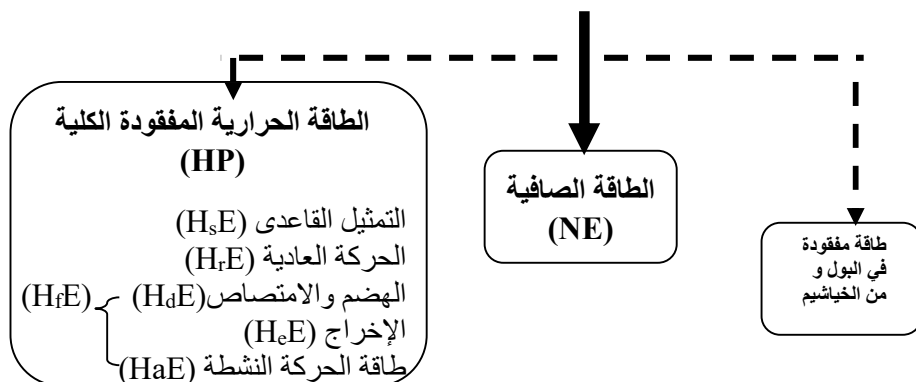 الطاقة الحرارية المفقودة الكلية
(HP)
التمثيل القاعدى (HsE)
الحركة العادية (HrE)
الهضم والامتصاص(HdE)
الإخراج (HeE)
طاقة الحركة النشطة (HaE)
(HfE)
الطاقة الصافية
(NE)
طاقة مفقودة
في البول و
من الخياشيم